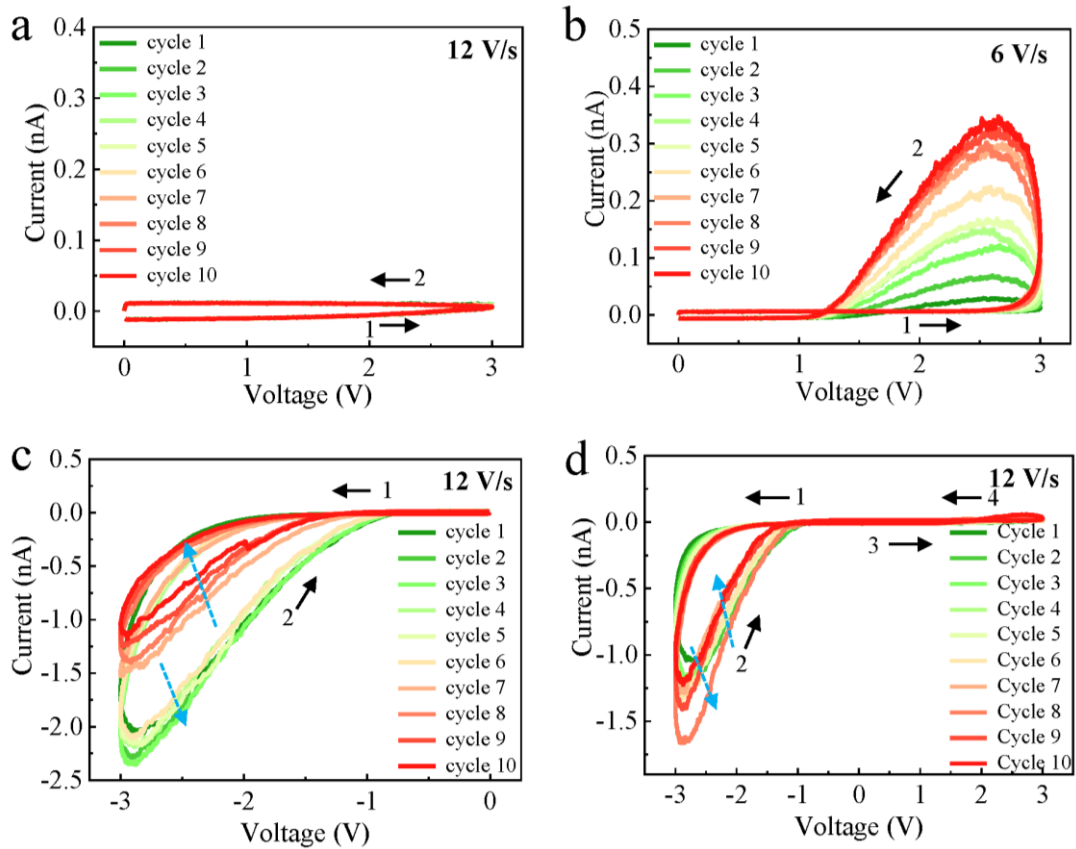 a
12 V/s
cycle 1
cycle 2
cycle 3
cycle 4
cycle 5
cycle 6
cycle 7
cycle 8
cycle 9
cycle 10
0.4
0.3
0.2
0.1
0.0
Current (nA)
2
1
0 1 2 3
Voltage (V)
b
6 V/s
cycle 1
cycle 2
cycle 3
cycle 4
cycle 5
cycle 6
cycle 7
cycle 8
cycle 9
cycle 10
0.5
0.4
0.3
0.2
0.1
0.0
Current (nA)
2
1
0 1 2 3
Voltage (V)
c
12 V/s
0.5
0.0
-0.5
-1.0
-1.5
-2.0
-2.5
Current (nA)
1
2
cycle 1
cycle 2
cycle 3
cycle 4
cycle 5
cycle 6
cycle 7
cycle 8
cycle 9
cycle 10
-3 -2 -1 0
Voltage (V)
d
12 V/s
0.5
0.0
-0.5
-1.0
-1.5
Current (nA)
1
4
3
2
Cycle 1
Cycle 2
Cycle 3
Cycle 4
Cycle 5
Cycle 6
Cycle 7
Cycle 8
Cycle 9
Cycle 10
-3 -2 -1 0 1 2 3
Voltage (V)